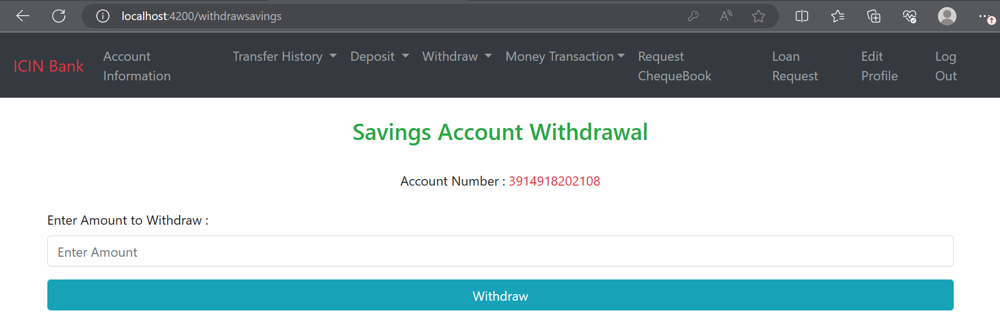 localhost:4200/withdrawsavings
ICIN Bank
Account
Information
Transfer History
Deposit
Withdraw
Money Transaction
Request
ChequeBook
Loan
Request
Edit
Profile
Log
Out
Savings Account Withdrawal
Account Number : 3914918202108
Enter Amount to Withdraw :
Enter Amount
Withdraw